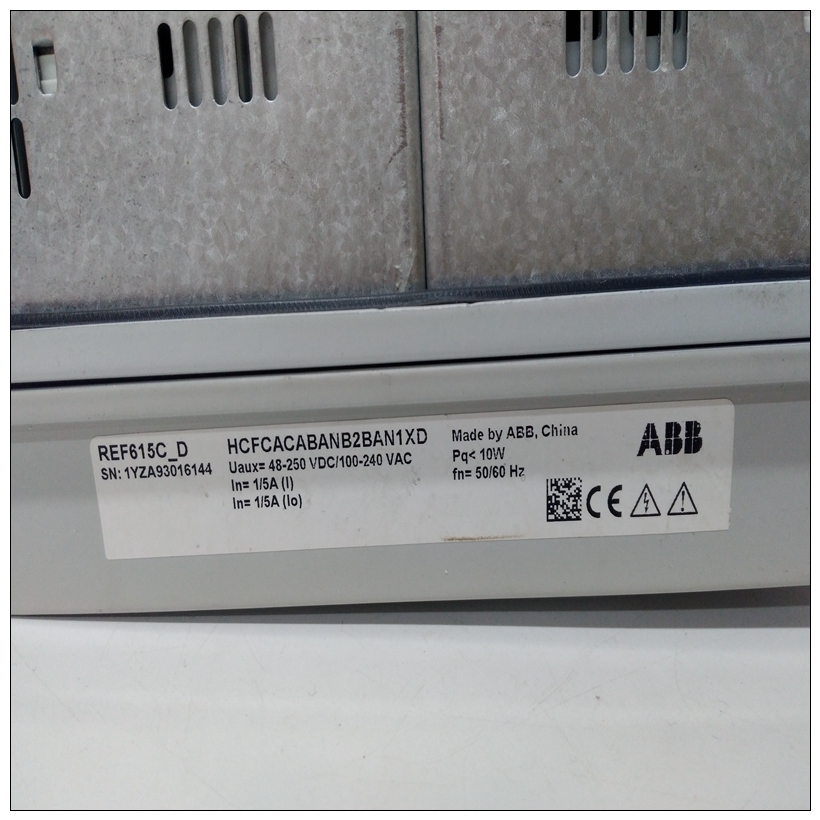 REF615C_D
SN: 1YZA93016144
HCFCACABANB2BAN1XD
Uaux= 48-250 VDC/100-240 VAC
In= 1/5A (I)
In= 1/5A (Io)
Made by ABB, China
Pq< 10W
fn= 50/60 Hz
ABB
CE